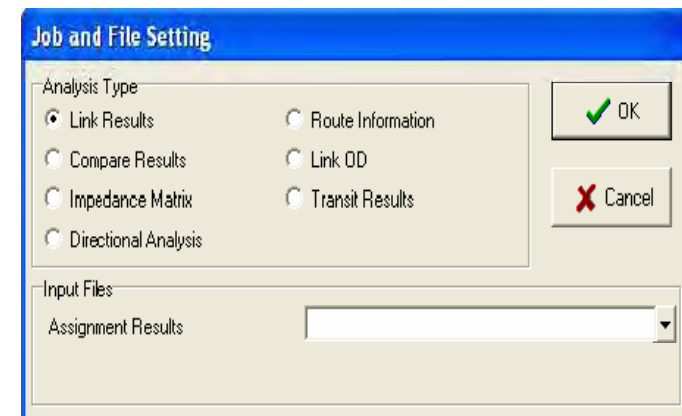 Job and File Setting
Analysis Type
Link Results
Route Information
Compare Results
Link OD
Impedance Matrix
Transit Results
Directional Analysis
OK
Cancel
Input Files
Assignment Results